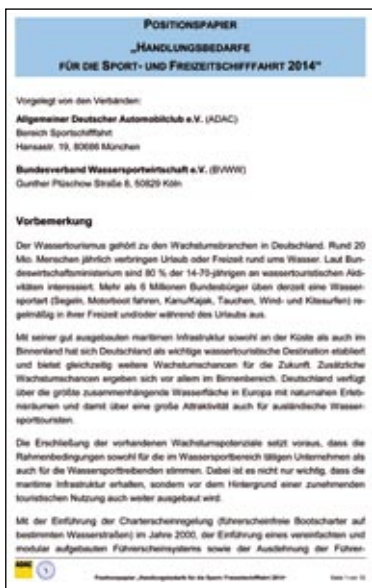 POSITIONSPAPIER
„HANDLUNGSBEDARFE
FÜR DIE SPORT- UND FREIZEITSCHIFFFAHRT 2014“
Vorgelegt von den Verbänden:
Allgemeiner Deutscher Automobilclub e.V. (ADAC)
Bereich Sportschifffahrt
Hansastr. 19, 80686 München
Bundesverband Wassersportwirtschaft e.V. (BVWW)
Gunther Plüschow Straße 8, 50829 Köln
Vorbemerkung
Der Wassertourismus gehört zu den Wachstumsbranchen in Deutschland. Rund 20
Mio. Menschen jährlich verbringen Urlaub oder Freizeit rund ums Wasser. Laut Bun-
deswirtschaftsministerium sind 80 % der 14-70-jährigen an wassertouristischen Akti-
vitäten interessiert. Mehr als 6 Millionen Bundesbürger üben derzeit eine Wasser-
sportart (Segeln, Motorboot fahren, Kanu/Kajak, Tauchen, Wind- und Kitesurfen) re-
gelmäßig in ihrer Freizeit und/oder während des Urlaubs aus.
Mit seiner gut ausgebauten maritimen Infrastruktur sowohl an der Küste als auch im
Binnenland hat sich Deutschland als wichtige wassertouristische Destination etabliert
und bietet gleichzeitig weitere Wachstumschancen für die Zukunft. Zusätzliche
Wachstumschancen ergeben sich vor allem im Binnenbereich. Deutschland verfügt
über die größte zusammenhängende Wasserfläche in Europa mit naturnahen Erleb-
nisräumen und damit über eine große Attraktivität auch für ausländische Wasser-
sporttouristen.
Die Erschließung der vorhandenen Wachstumspotenziale setzt voraus, dass die
Rahmenbedingungen sowohl für die im Wassersportbereich tätigen Unternehmen als
auch für die Wassersporttreibenden stimmen. Dabei ist es nicht nur wichtig, dass die
maritime Infrastruktur erhalten, sondern vor dem Hintergrund einer zunehmenden
touristischen Nutzung auch weiter ausgebaut wird.
Mit der Einführung der Charterscheinregelung (führerscheinfreie Bootscharter auf
bestimmten Wasserstraßen) im Jahre 2000, der Einführung eines vereinfachten und
modular aufgebauten Führerscheinsystems sowie der Ausdehnung der Führer-
ADAC
Positionspapier „Handlungsbedarfe für die Sport- und Freizeitschifffahrt 2014“
Seite 1 von 10